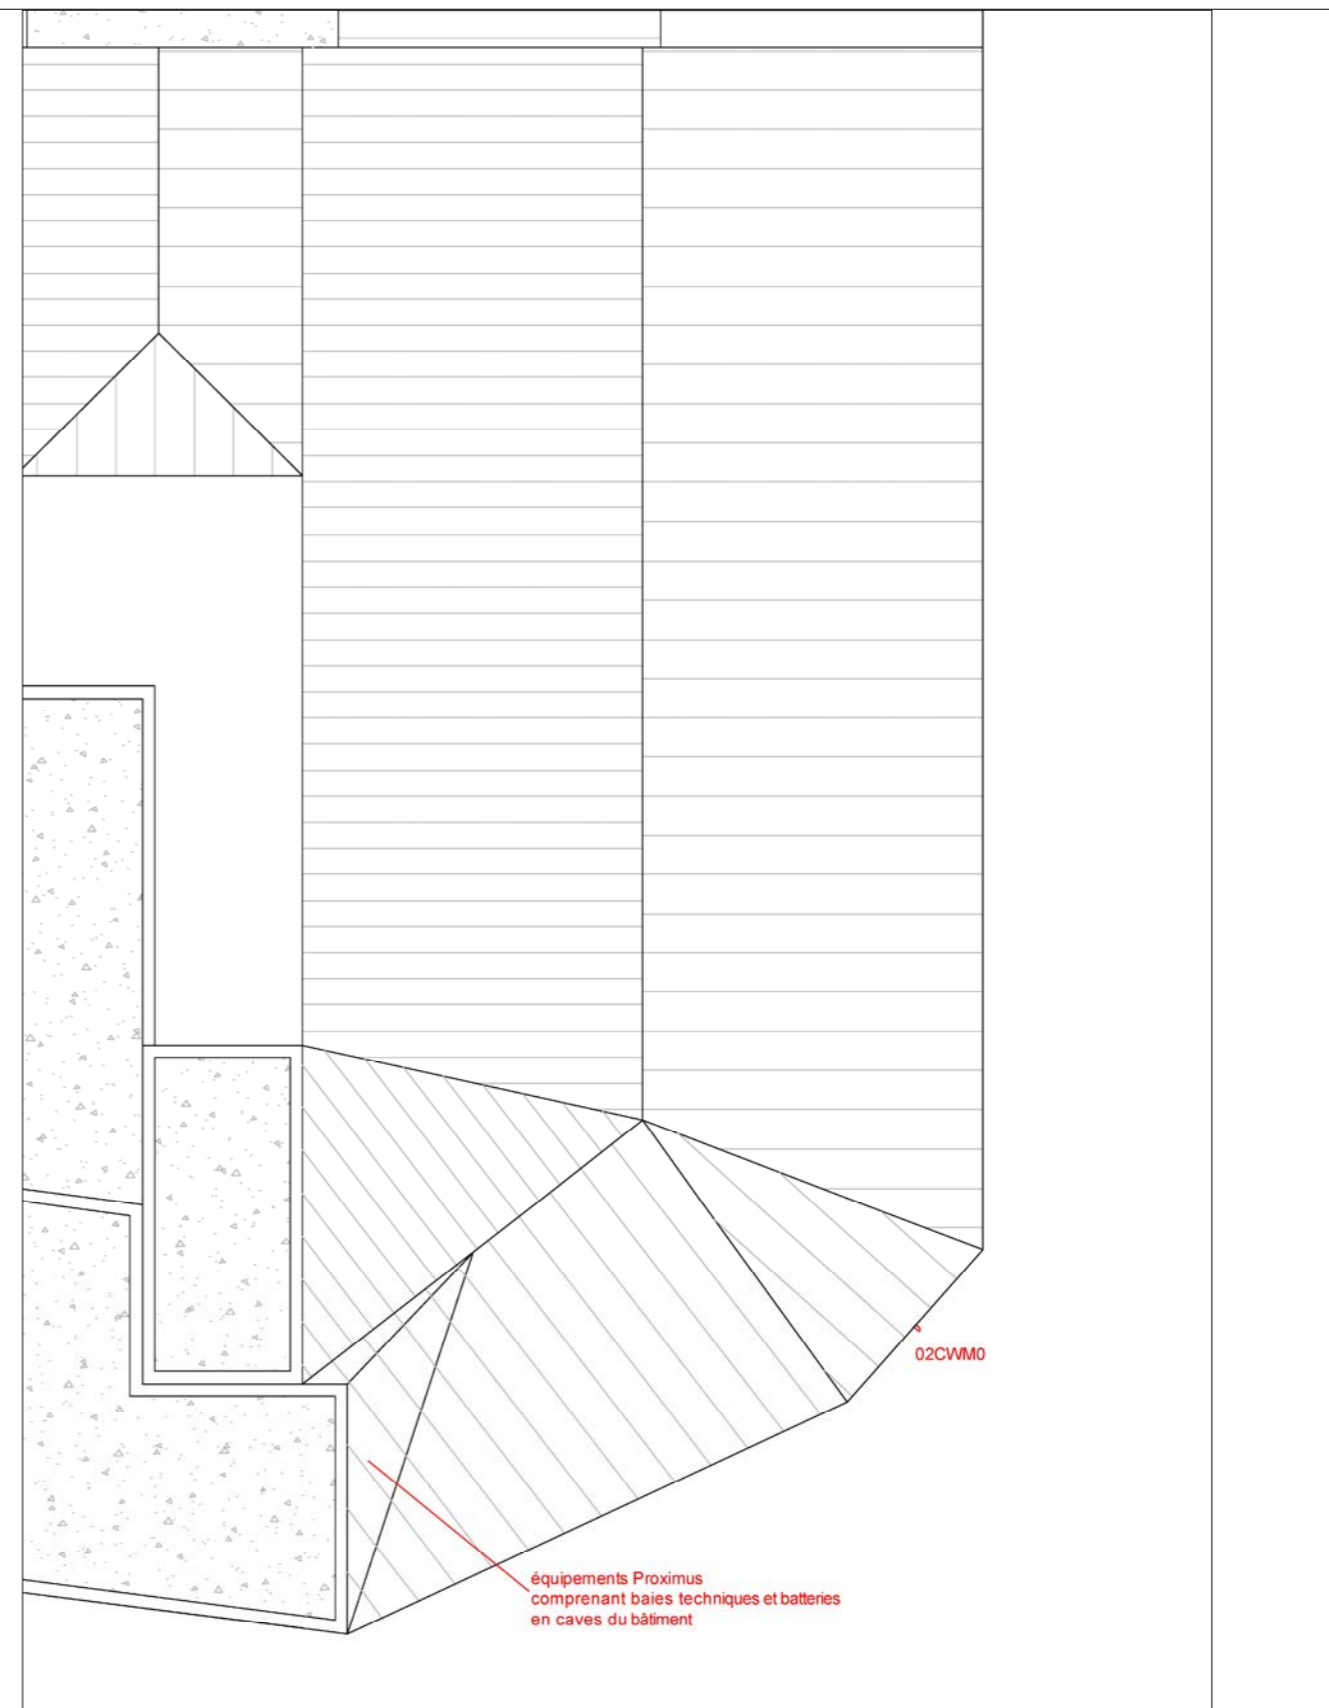 02CWM0
équipements Proximus
comprenant baies techniques et batteries
en caves du bâtiment